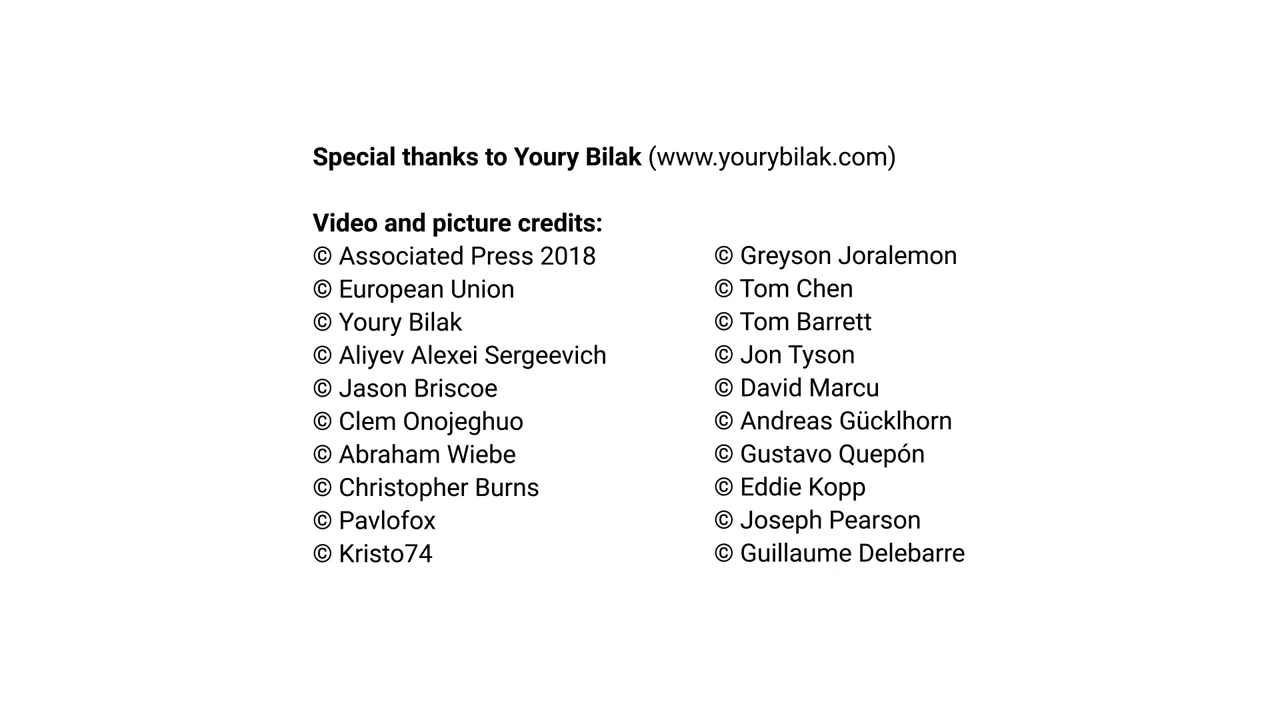 Special thanks to Youry Bilak (www.yourybilak.com)
Video and picture credits:
© Associated Press 2018
© European Union
© Youry Bilak
© Aliyev Alexei Sergeevich
© Jason Briscoe
© Clem Onojeghuo
© Abraham Wiebe
© Christopher Burns
© Pavlofox
© Kristo74
© Greyson Joralemon
© Tom Chen
© Tom Barrett
© Jon Tyson
© David Marcu
© Andreas Gücklhorn
© Gustavo Quepón
© Eddie Kopp
© Joseph Pearson
© Guillaume Delebarre